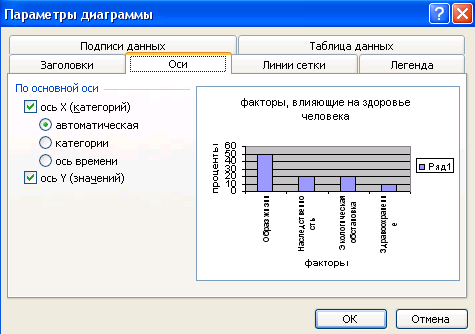 Параметры диаграммы
Подписи данных
Таблица данных
Заголовки
Оси
Линии сетки
Легенда
По основной оси
ось X (категорий)
автоматическая
категории
ось времени
ось Y (значений)
факторы, влияющие на здоровье
человека
проценты
60
50
40
30
20
10
0
Образ жизни
Наследственно
сть
Экологическая
обстановка
Здравоохранени
е
факторы
Ряд1
ОК
Отмена